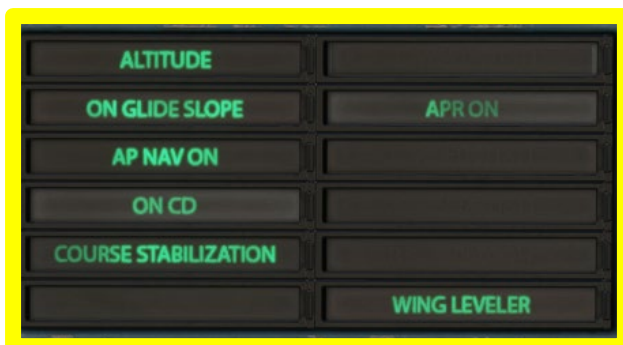 ALTITUDE
ON GLIDE SLOPE
APR ON
AP NAV ON
ON CD
COURSE STABILIZATION
WING LEVELER